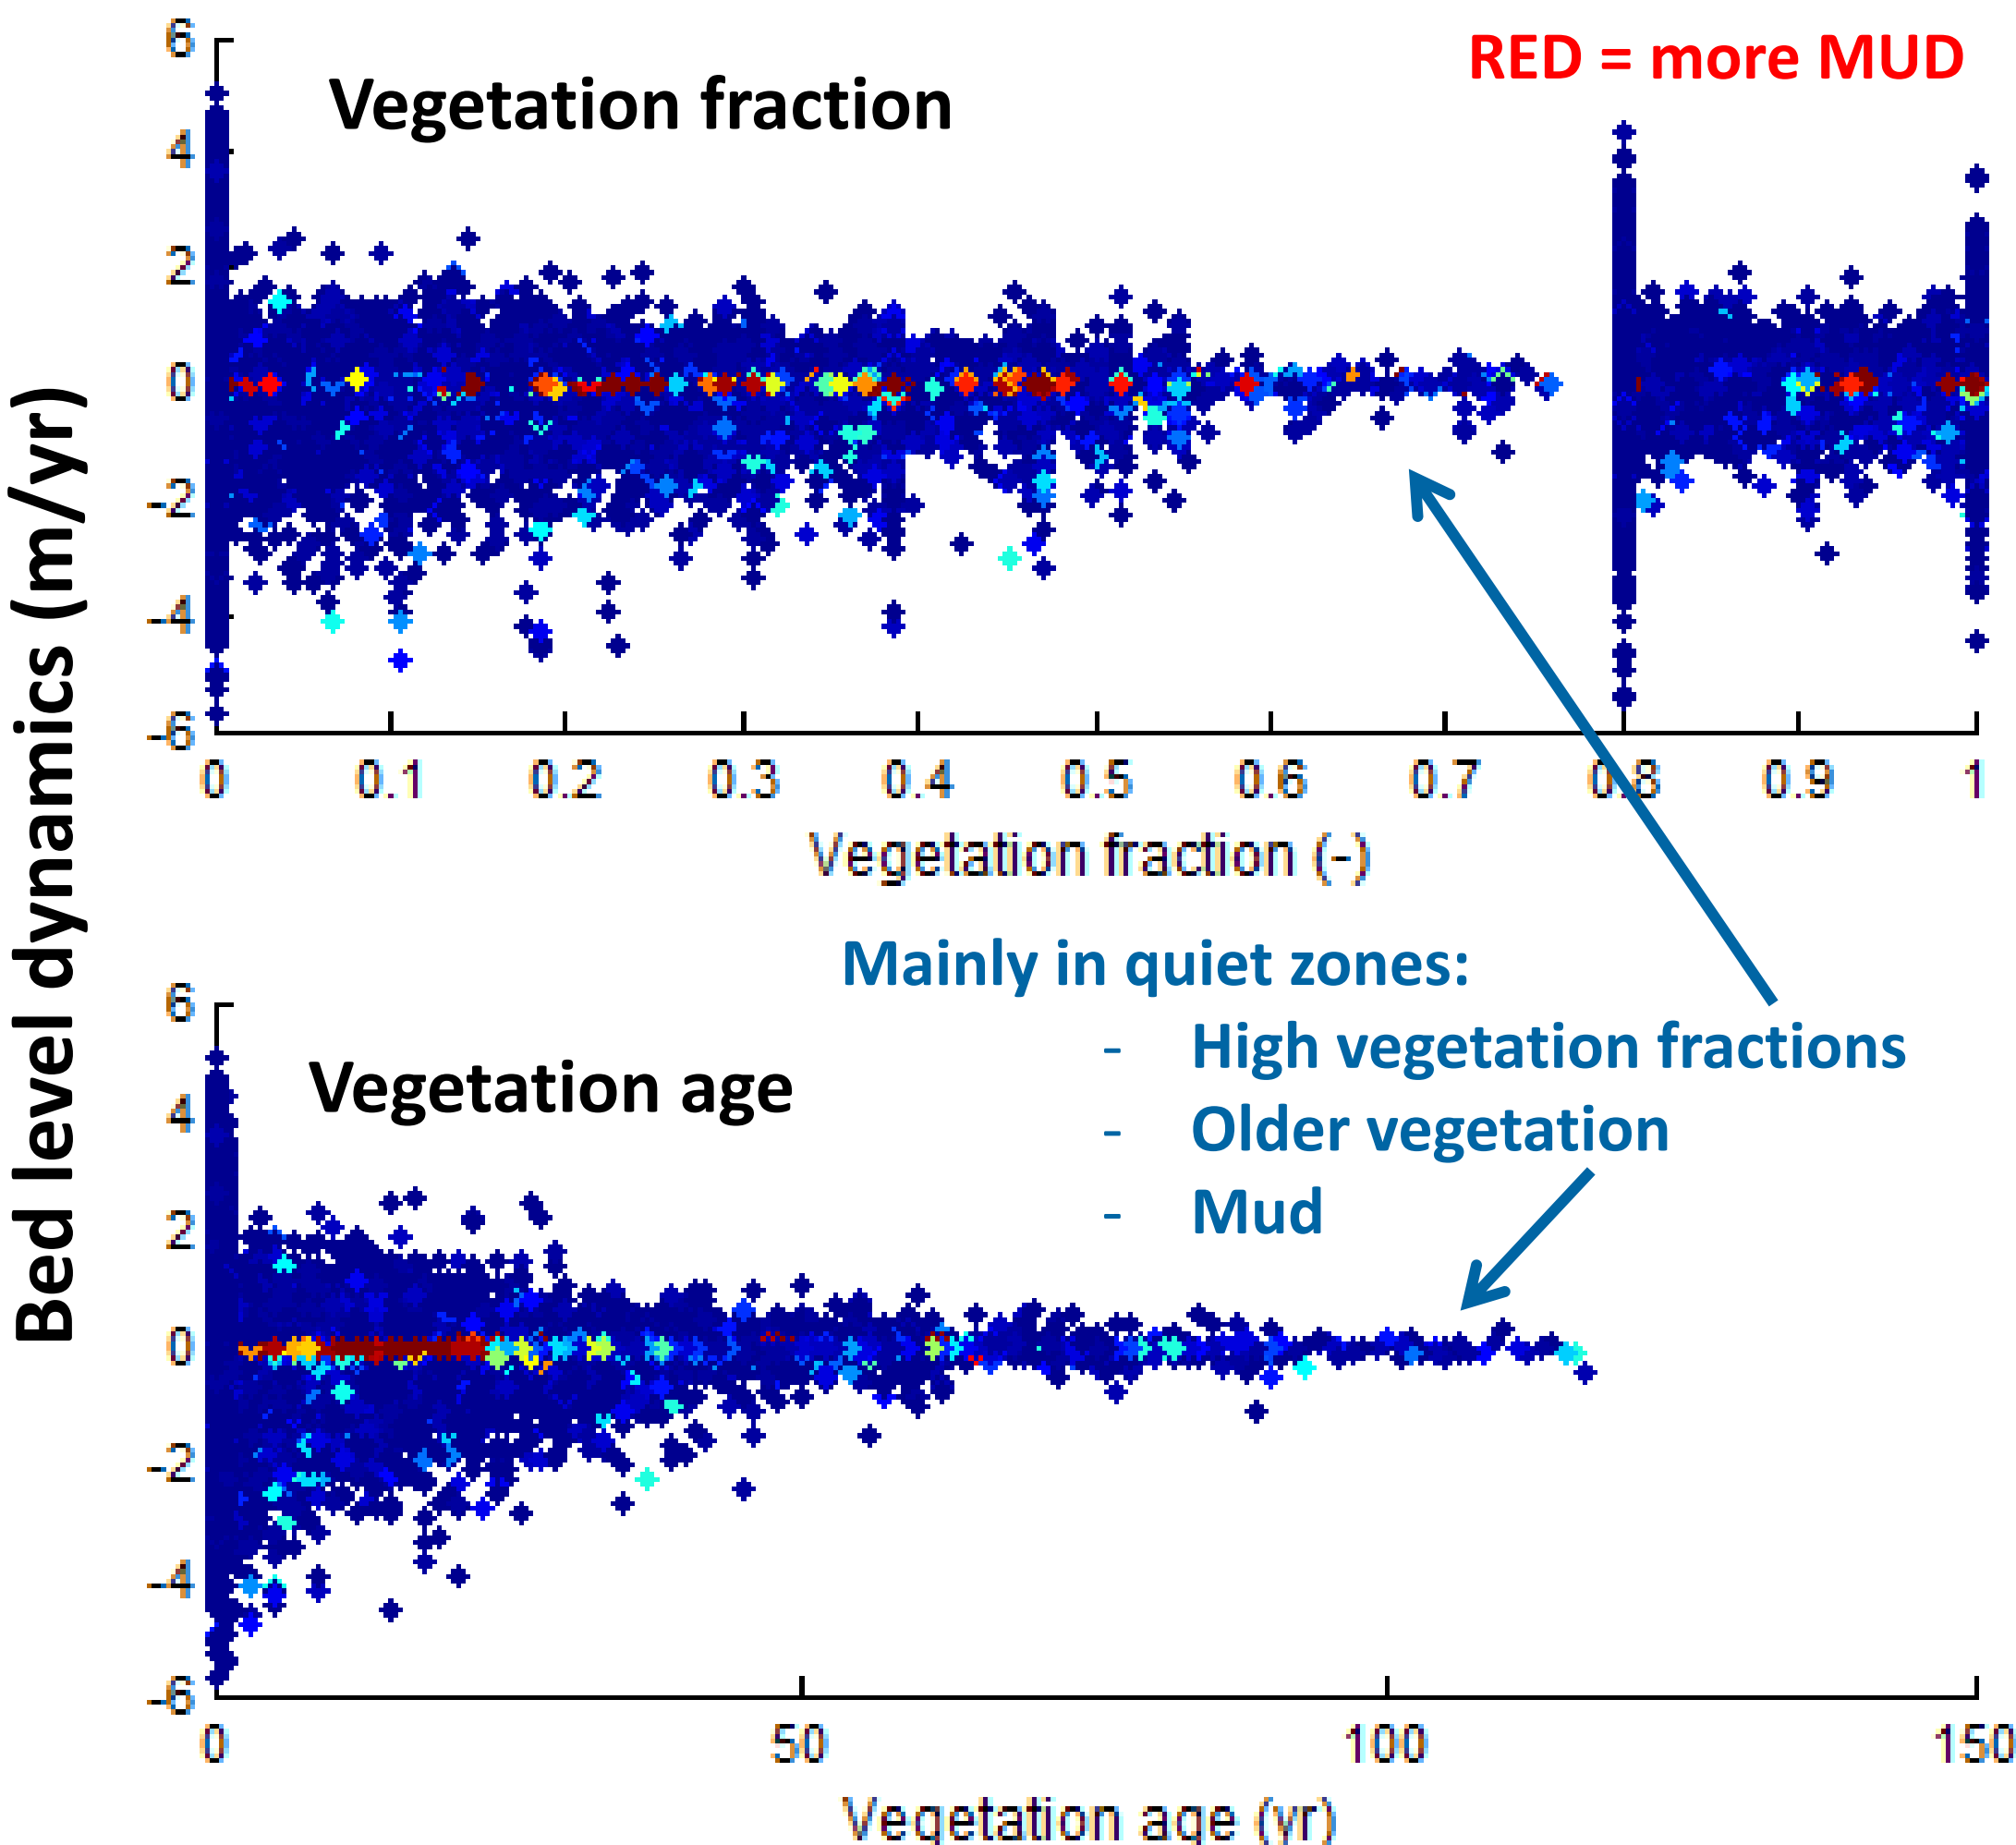 RED = more MUD
Vegetation fraction
6
4
2
0
-2
-4
-6
0 0.1 0.2 0.3 0.4 0.5 0.6 0.7 0.8 0.9 1
Vegetation fraction (-)
Bed level dynamics (m/yr)
Mainly in quiet zones:
- High vegetation fractions
- Older vegetation
- Mud
Vegetation age
6
4
2
0
-2
-4
-6
0 50 100 150
Vegetation age (yr)